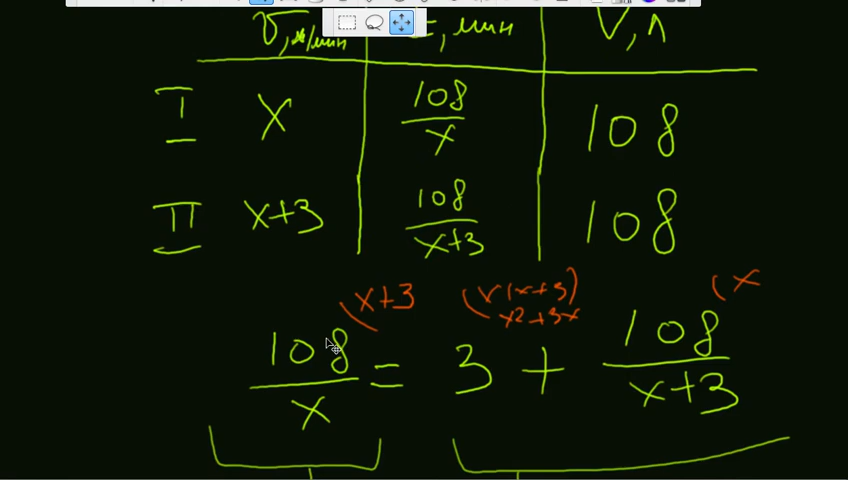 v, л/мин t, мин V, л
I x 108/x 108
II x+3 108/(x+3) 108
(x+3 (x(x+3) (x
x2+3x
108/x = 3 + 108/(x+3)